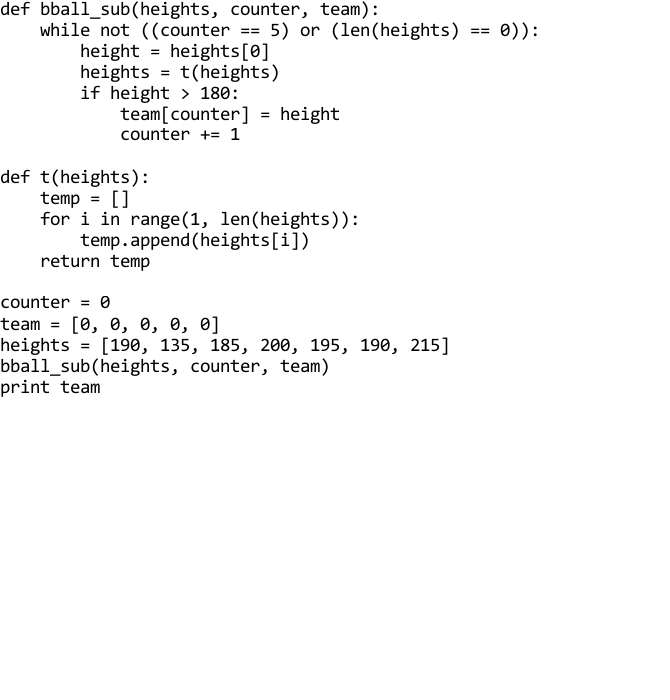 def bball_sub(heights, counter, team):
    while not ((counter == 5) or (len(heights) == 0)):
        height = heights[0]
        heights = t(heights)
        if height > 180:
            team[counter] = height
            counter += 1

def t(heights):
    temp = []
    for i in range(1, len(heights)):
        temp.append(heights[i])
    return temp

counter = 0
team = [0, 0, 0, 0, 0]
heights = [190, 135, 185, 200, 195, 190, 215]
bball_sub(heights, counter, team)
print team